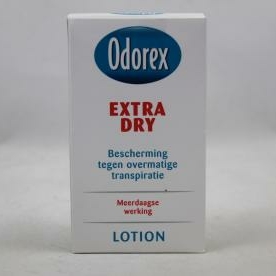 Odorex
EXTRA
DRY
Bescherming
tegen overmatige
transpiratie
Meerdaagse
werking
LOTION